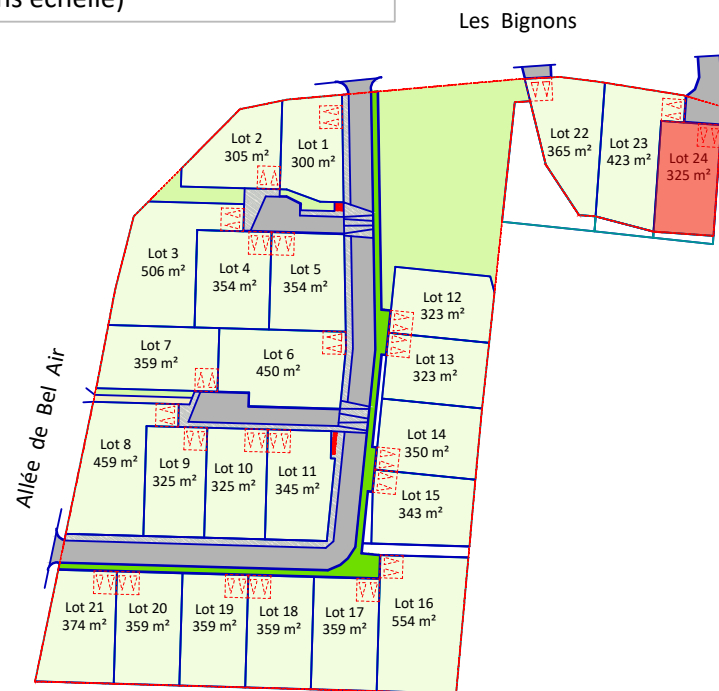 ns échelle)
Les Bignons
Lot 2
305 m²
Lot 1
300 m²
Lot 22
365 m²
Lot 23
423 m²
Lot 24
325 m²
Lot 3
506 m²
Lot 4
354 m²
Lot 5
354 m²
Lot 12
323 m²
Lot 7
359 m²
Lot 6
450 m²
Lot 13
323 m²
Allée de Bel Air
Lot 8
459 m²
Lot 9
325 m²
Lot 10
325 m²
Lot 11
345 m²
Lot 14
350 m²
Lot 15
343 m²
Lot 21
374 m²
Lot 20
359 m²
Lot 19
359 m²
Lot 18
359 m²
Lot 17
359 m²
Lot 16
554 m²